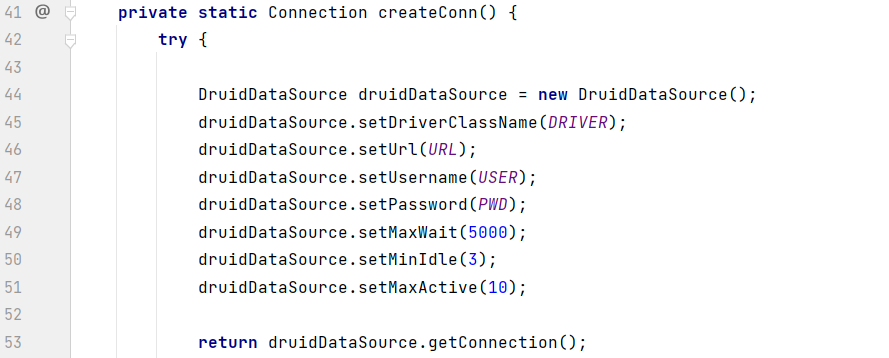 41 @ private static Connection createConn() {
42 try {
43
44 DruidDataSource druidDataSource = new DruidDataSource();
45 druidDataSource.setDriverClassName(DRIVER);
46 druidDataSource.setUrl(URL);
47 druidDataSource.setUsername(USER);
48 druidDataSource.setPassword(PWD);
49 druidDataSource.setMaxWait(5000);
50 druidDataSource.setMinIdle(3);
51 druidDataSource.setMaxActive(10);
52
53 return druidDataSource.getConnection();